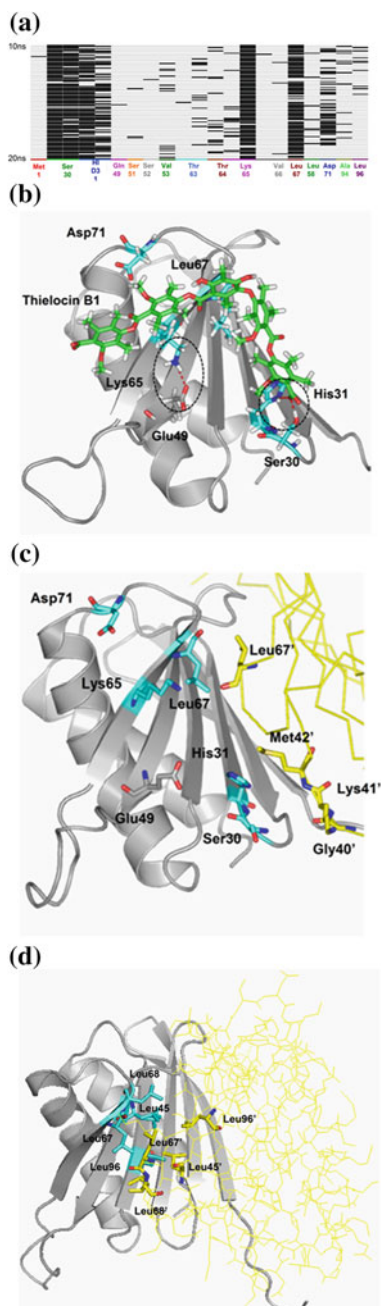 (a)
10ns
20ns
Met Ser HI Gln Ser Ser Val Thr Thr Lys Val Leu Leu Asp Ala Leu
1 30 D3 49 51 52 53 63 64 65 66 67 68 71 94 96
1
(b)
Asp71
Leu67
Thielocin B1
Lys65
His31
Glu49
Ser30
(c)
Asp71
Leu67'
Lys65
Leu67
Met42'
His31
Lys41'
Glu49
Ser30
Gly40'
(d)
Leu68
Leu45
Leu96'
Leu67
Leu67'
Leu96
Leu45'
Leu68'